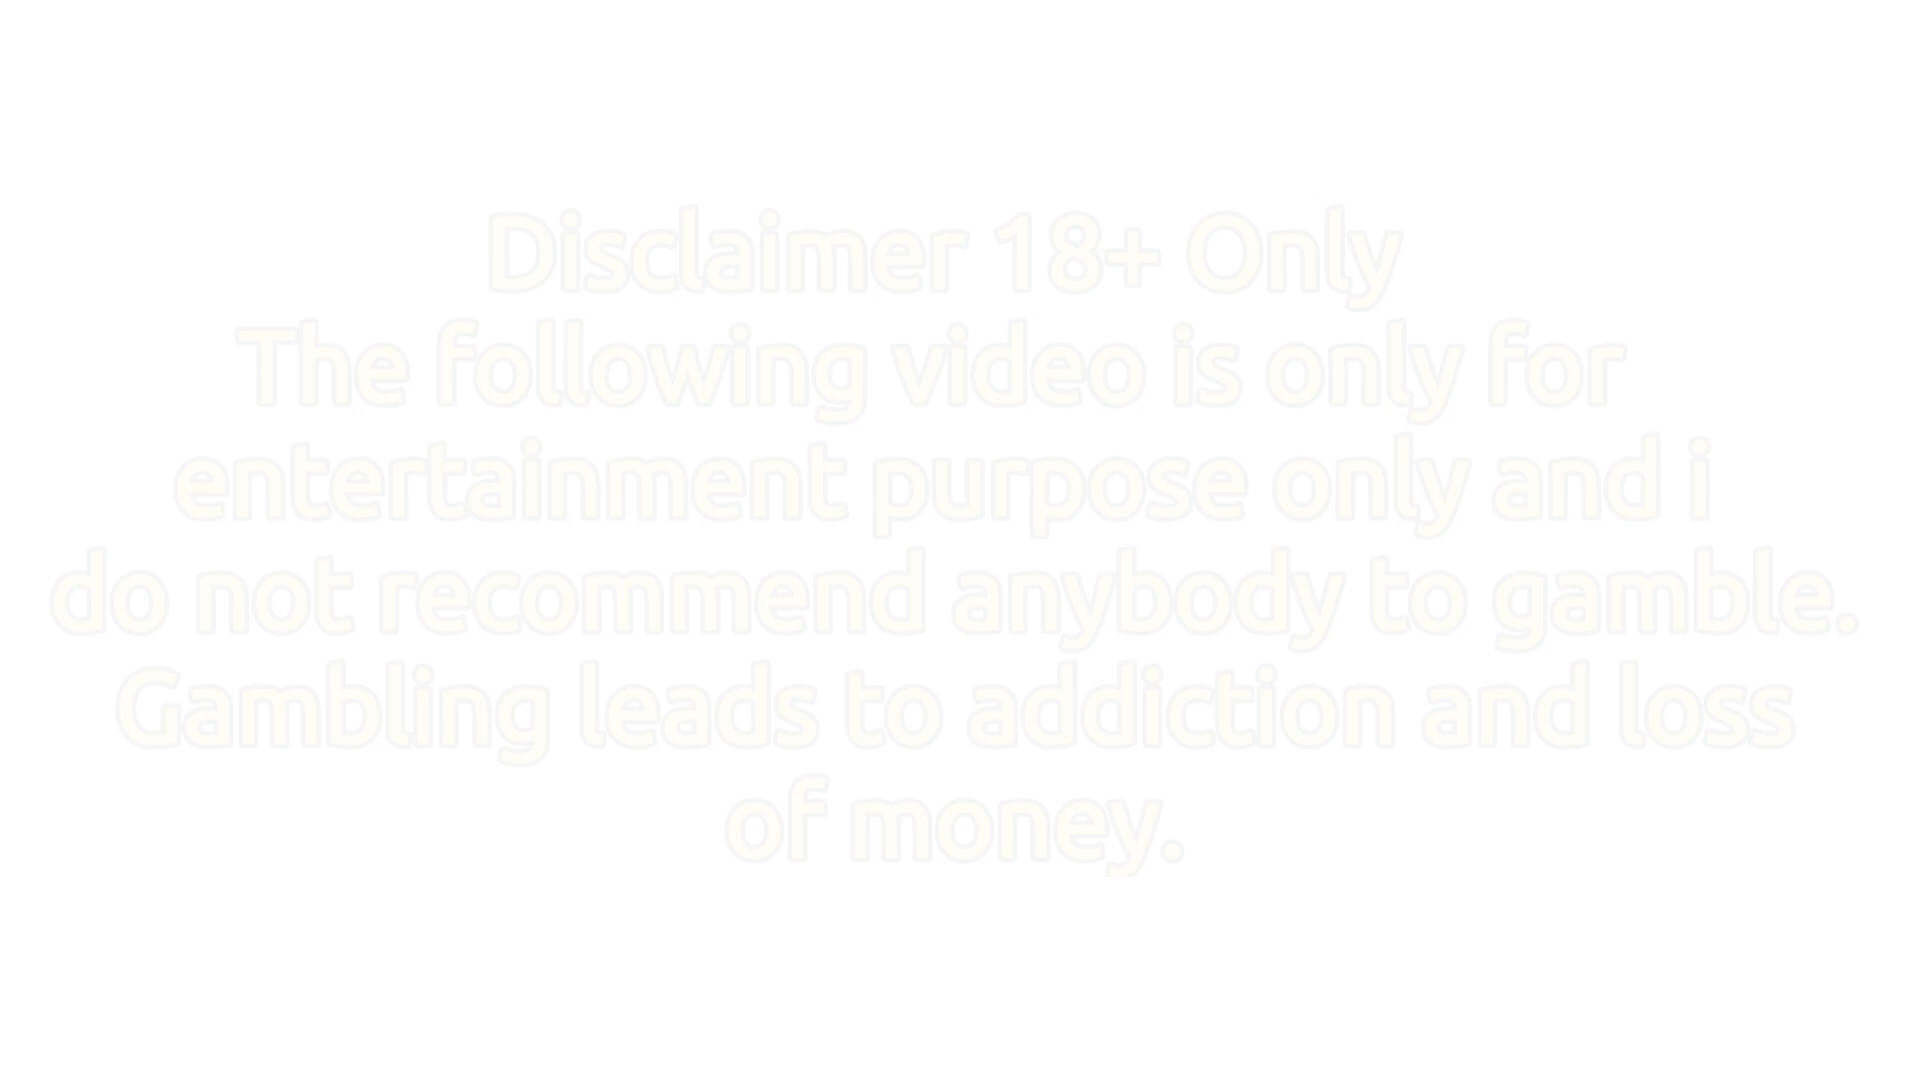 Disclaimer 18+ Only
The following video is only for
entertainment purpose only and i
do not recommend anybody to gamble.
Gambling leads to addiction and loss
of money.